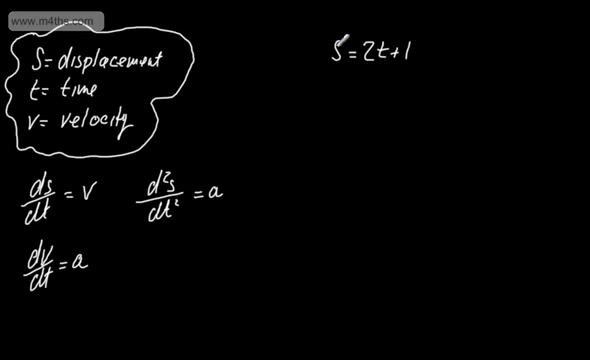 www.m4ths.com
S = displacement
t = time
v = velocity
ds/dt = v
d²s/dt² = a
dv/dt = a
S = 2t+1